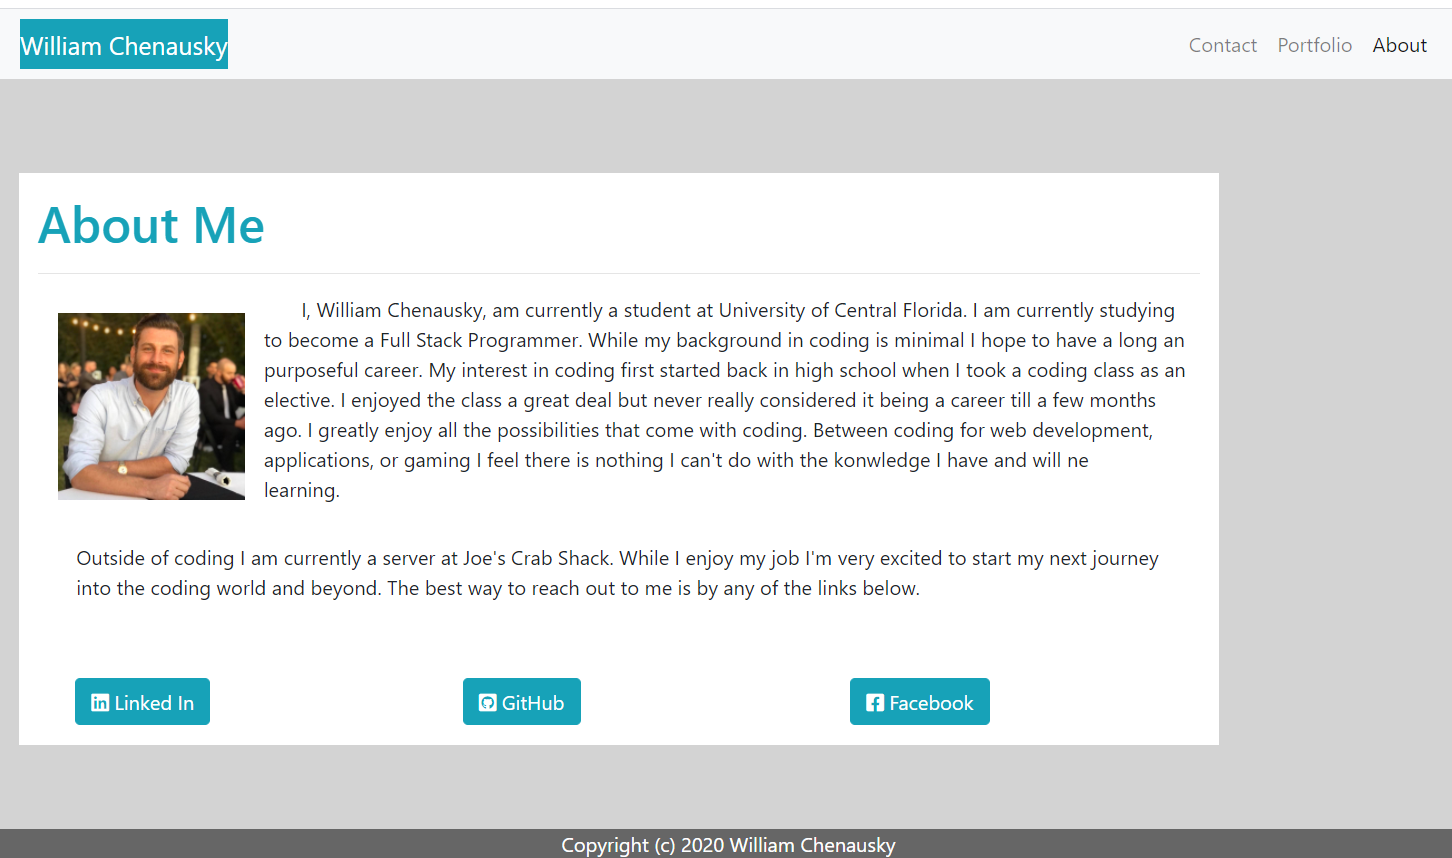 William Chenausky
Contact Portfolio About
About Me
I, William Chenausky, am currently a student at University of Central Florida. I am currently studying
to become a Full Stack Programmer. While my background in coding is minimal I hope to have a long an
purposeful career. My interest in coding first started back in high school when I took a coding class as an
elective. I enjoyed the class a great deal but never really considered it being a career till a few months
ago. I greatly enjoy all the possibilities that come with coding. Between coding for web development,
applications, or gaming I feel there is nothing I can't do with the konwledge I have and will ne
learning.
Outside of coding I am currently a server at Joe's Crab Shack. While I enjoy my job I'm very excited to start my next journey
into the coding world and beyond. The best way to reach out to me is by any of the links below.
Linked In
GitHub
Facebook
Copyright (c) 2020 William Chenausky